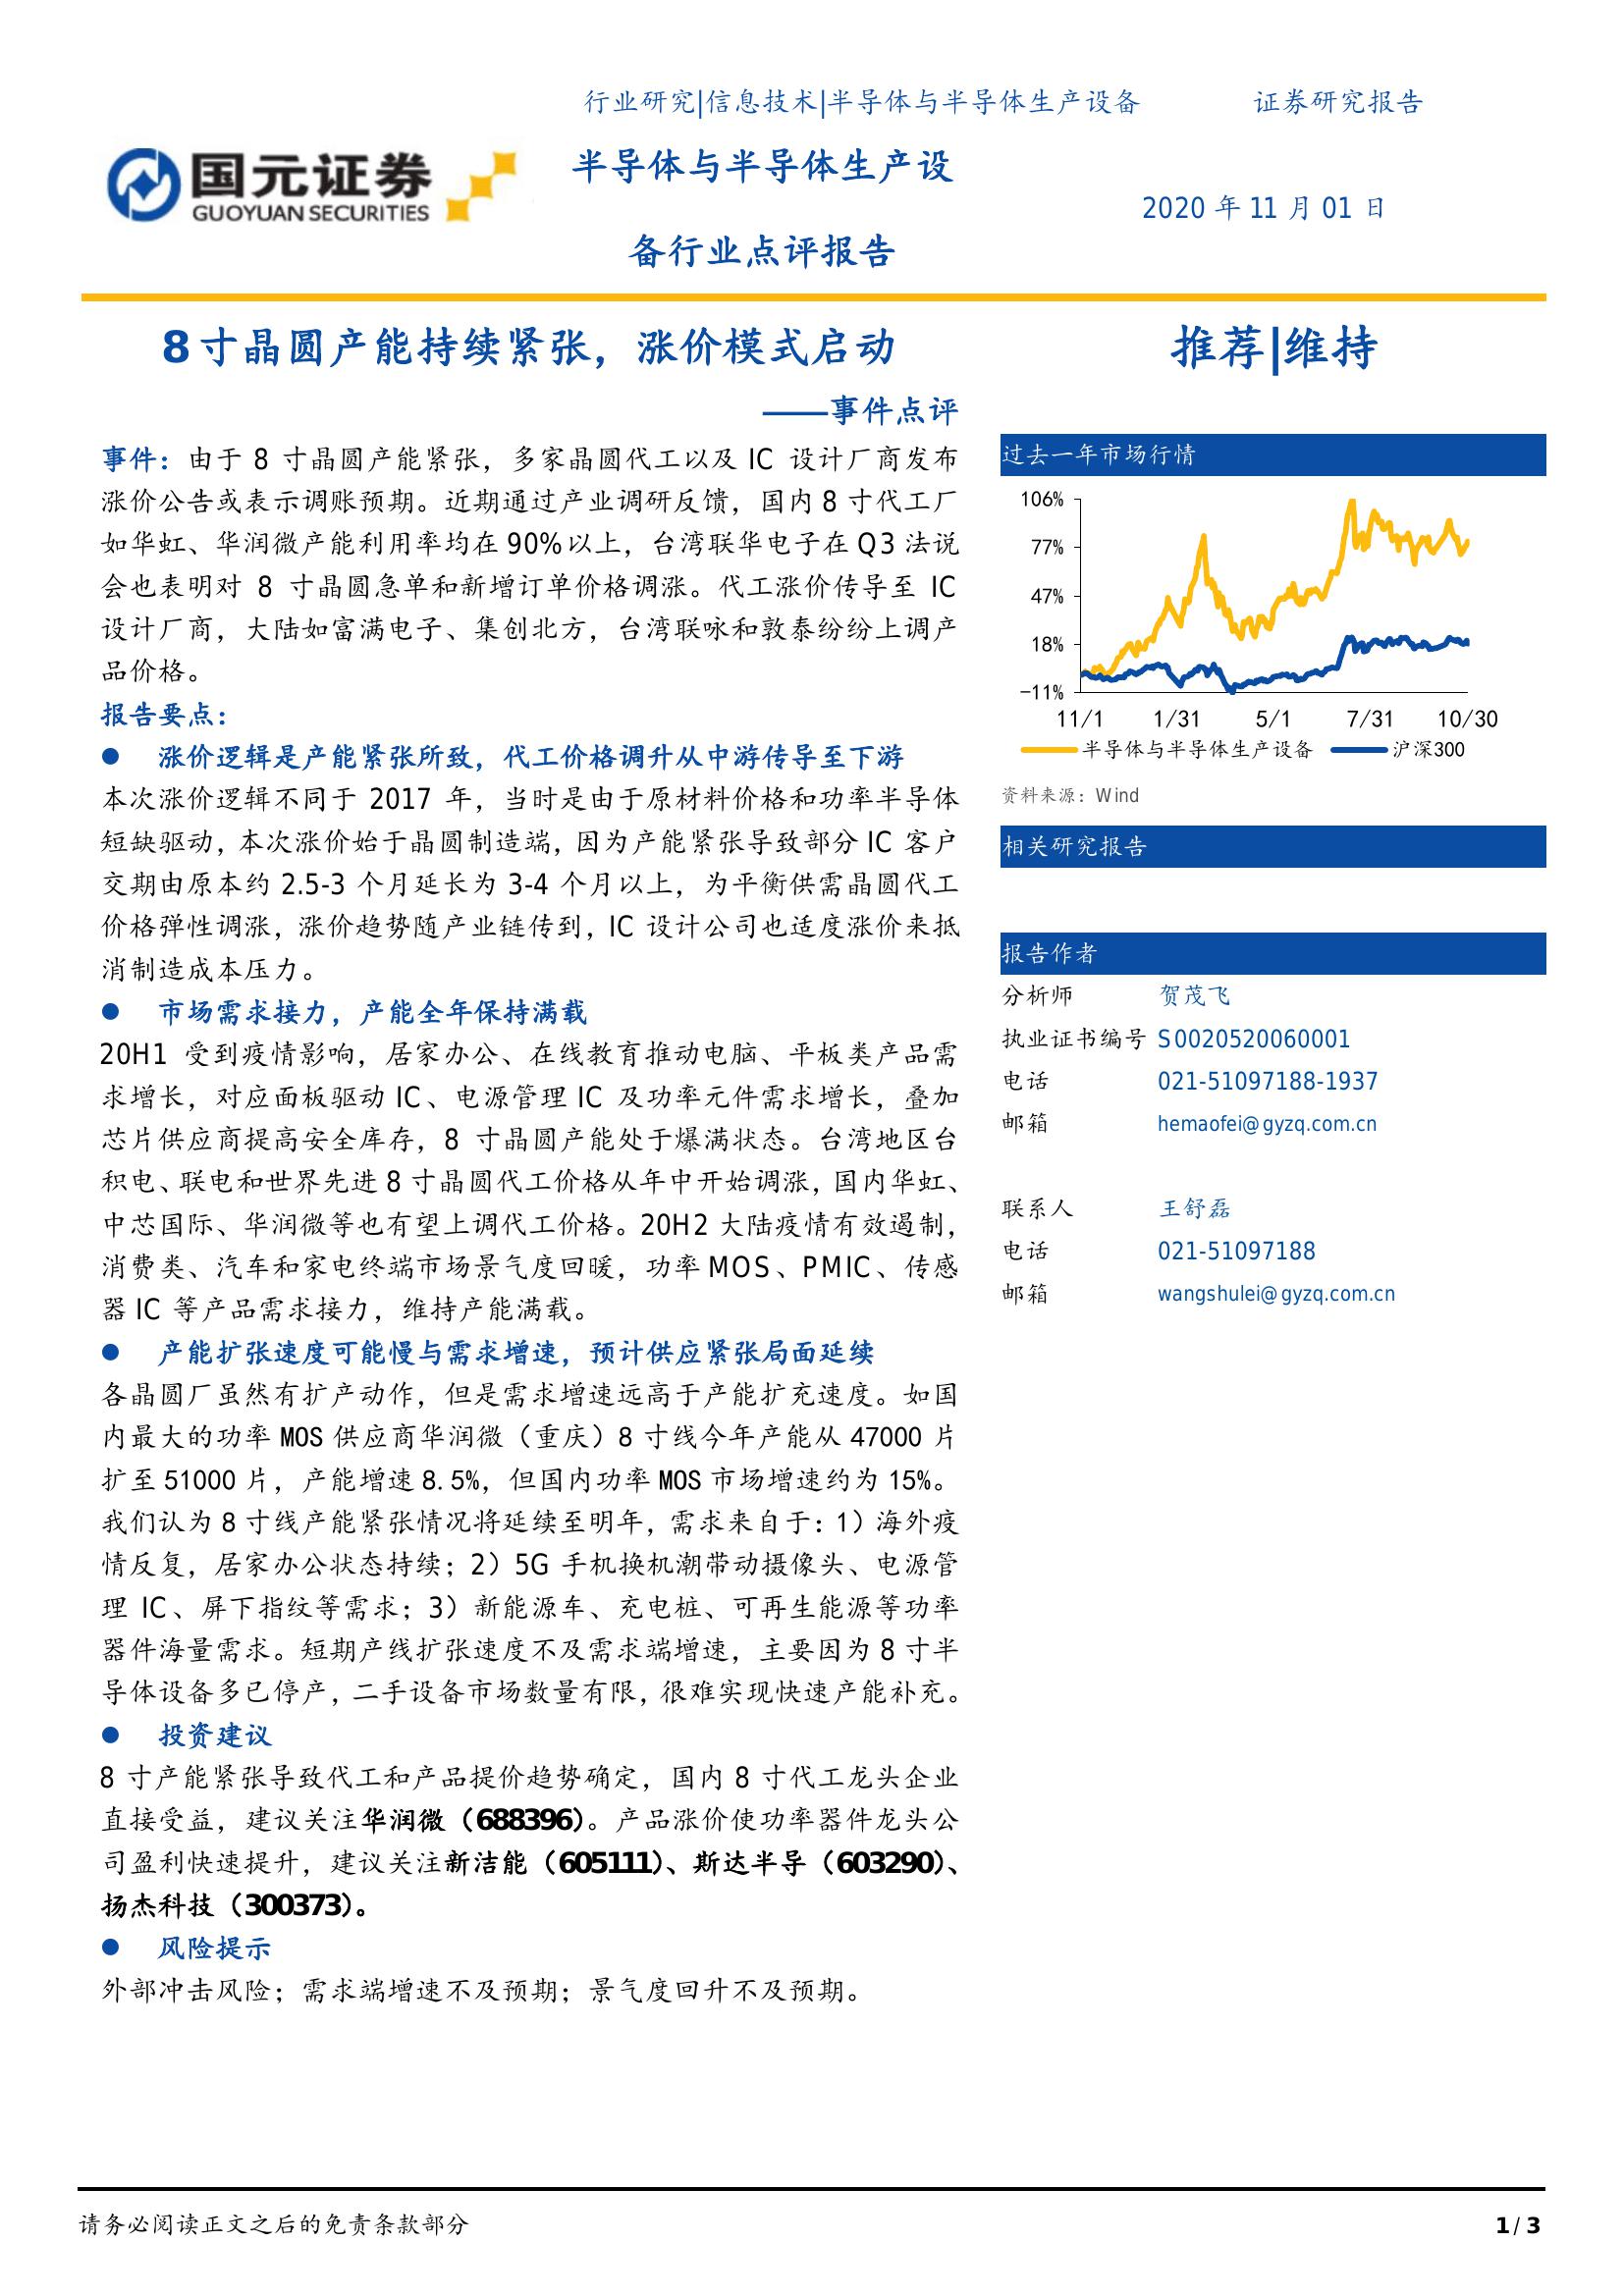 行业研究|信息技术|半导体与半导体生产设备 证券研究报告
国元证券
GUOYUAN SECURITIES
半导体与半导体生产设
备行业点评报告
2020 年 11 月 01 日
8寸晶圆产能持续紧张，涨价模式启动
——事件点评
事件：由于 8 寸晶圆产能紧张，多家晶圆代工以及 IC 设计厂商发布
涨价公告或表示调账预期。近期通过产业调研反馈，国内 8 寸代工厂
如华虹、华润微产能利用率均在 90%以上，台湾联华电子在 Q3 法说
会也表明对 8 寸晶圆急单和新增订单价格调涨。代工涨价传导至 IC
设计厂商，大陆如富满电子、集创北方，台湾联咏和敦泰纷纷上调产
品价格。
报告要点：
● 涨价逻辑是产能紧张所致，代工价格调升从中游传导至下游
本次涨价逻辑不同于 2017 年，当时是由于原材料价格和功率半导体
短缺驱动，本次涨价始于晶圆制造端，因为产能紧张导致部分 IC 客户
交期由原本约 2.5-3 个月延长为 3-4 个月以上，为平衡供需晶圆代工
价格弹性调涨，涨价趋势随产业链传到，IC 设计公司也适度涨价来抵
消制造成本压力。
● 市场需求接力，产能全年保持满载
20H1 受到疫情影响，居家办公、在线教育推动电脑、平板类产品需
求增长，对应面板驱动 IC、电源管理 IC 及功率元件需求增长，叠加
芯片供应商提高安全库存，8 寸晶圆产能处于爆满状态。台湾地区台
积电、联电和世界先进 8 寸晶圆代工价格从年中开始调涨，国内华虹、
中芯国际、华润微等也有望上调代工价格。20H2 大陆疫情有效遏制，
消费类、汽车和家电终端市场景气度回暖，功率 MOS、PMIC、传感
器 IC 等产品需求接力，维持产能满载。
● 产能扩张速度可能慢与需求增速，预计供应紧张局面延续
各晶圆厂虽然有扩产动作，但是需求增速远高于产能扩充速度。如国
内最大的功率 MOS 供应商华润微（重庆）8 寸线今年产能从 47000 片
扩至 51000 片，产能增速 8.5%，但国内功率 MOS 市场增速约为 15%。
我们认为 8 寸线产能紧张情况将延续至明年，需求来自于：1）海外疫
情反复，居家办公状态持续；2）5G 手机换机潮带动摄像头、电源管
理 IC、屏下指纹等需求；3）新能源车、充电桩、可再生能源等功率
器件海量需求。短期产线扩张速度不及需求端增速，主要因为 8 寸半
导体设备多已停产，二手设备市场数量有限，很难实现快速产能补充。
● 投资建议
8 寸产能紧张导致代工和产品提价趋势确定，国内 8 寸代工龙头企业
直接受益，建议关注华润微（688396）。产品涨价使功率器件龙头公
司盈利快速提升，建议关注新洁能（605111）、斯达半导（603290）、
扬杰科技（300373）。
● 风险提示
外部冲击风险；需求端增速不及预期；景气度回升不及预期。
推荐|维持
过去一年市场行情
106%
77%
47%
18%
-11%
11/1 1/31 5/1 7/31 10/30
半导体与半导体生产设备 沪深300
资料来源：Wind
相关研究报告
报告作者
分析师 贺茂飞
执业证书编号 S0020520060001
电话 021-51097188-1937
邮箱 hemaofei@gyzq.com.cn
联系人 王舒磊
电话 021-51097188
邮箱 wangshulei@gyzq.com.cn
请务必阅读正文之后的免责条款部分 1 / 3